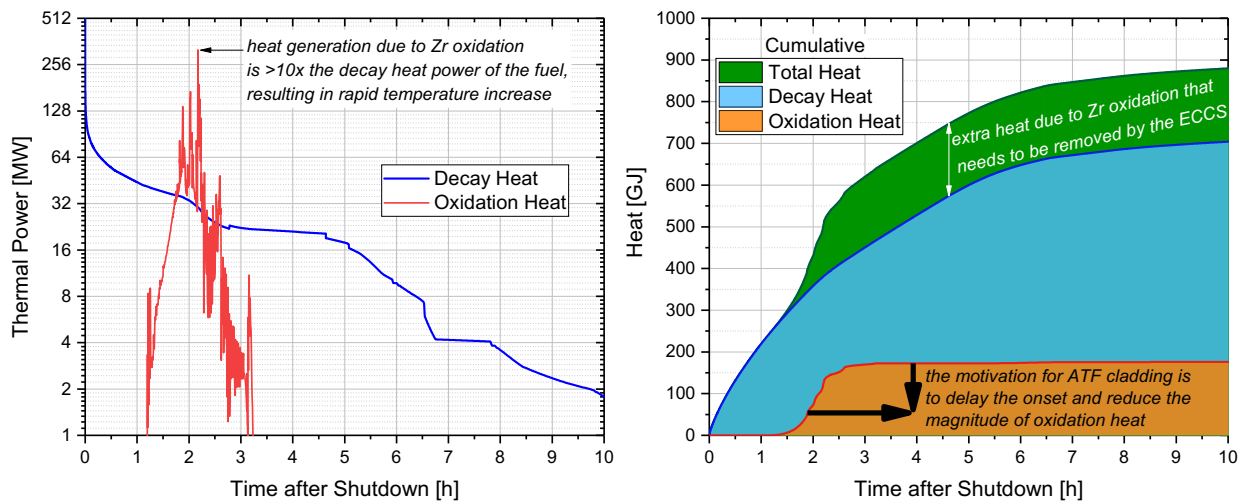 512
256
128
64
32
16
8
4
2
1
Thermal Power [MW]
heat generation due to Zr oxidation
is >10x the decay heat power of the fuel,
resulting in rapid temperature increase
Decay Heat
Oxidation Heat
0 1 2 3 4 5 6 7 8 9 10
Time after Shutdown [h]
1000
900
800
700
600
500
400
300
200
100
0
Heat [GJ]
Cumulative
Total Heat
Decay Heat
Oxidation Heat
extra heat due to Zr oxidation that
needs to be removed by the ECCS
the motivation for ATF cladding is
to delay the onset and reduce the
magnitude of oxidation heat
0 1 2 3 4 5 6 7 8 9 10
Time after Shutdown [h]